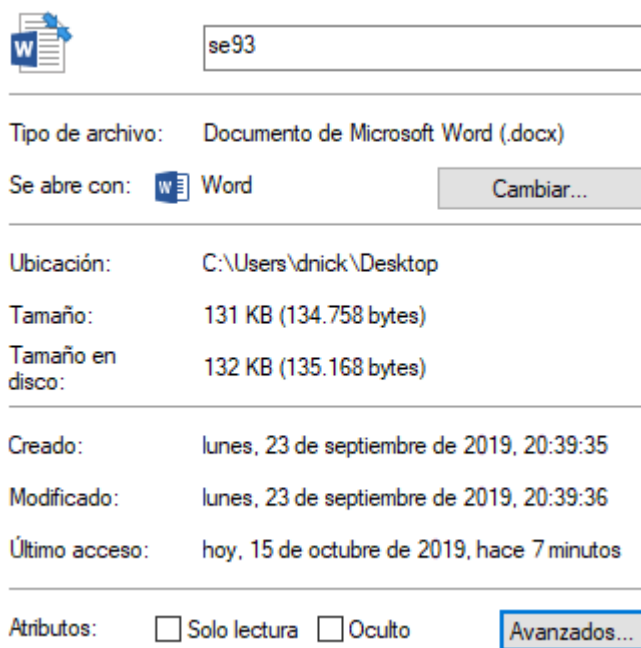 se93
Tipo de archivo: Documento de Microsoft Word (.docx)
Se abre con: Word Cambiar...
Ubicación: C:\Users\dnick\Desktop
Tamaño: 131 KB (134.758 bytes)
Tamaño en
disco: 132 KB (135.168 bytes)
Creado: lunes, 23 de septiembre de 2019, 20:39:35
Modificado: lunes, 23 de septiembre de 2019, 20:39:36
Último acceso: hoy, 15 de octubre de 2019, hace 7 minutos
Atributos: Solo lectura Oculto Avanzados...